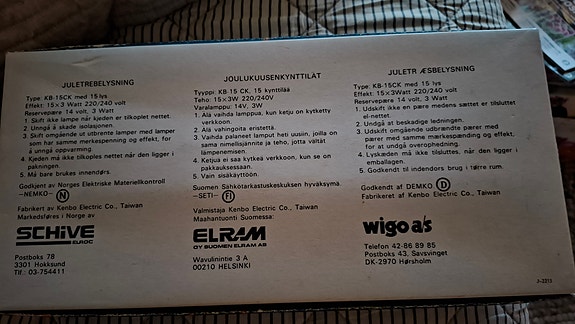 JULETREBELYSNING
Type: KB-15CK med 15 lys
Effekt: 15×3 Watt 220/240 volt
Reservepære 14 volt, 3 Watt
1. Skift ikke lampe når den er tilkoplet nettet.
2. Unngå å skade isolasjonen.
3. Skift omgående ut utbrente lamper med lamper
som har samme merkespenning og effekt, for
å unngå oppvarming
4. Kjeden må ikke tilkoples nettet når den ligger i
pakningen.
5. Må bare brukes innendørs.
Godkjent av Norges Elektriske Materiellkontroll
—NEMKO— N
Fabrikert av Kenbo Electric Co., Taiwan
Markedsføres i Norge av
SCHiVE
EUROC
Postboks 78
3301 Hokksund
Tlf.: 03-754411
JOULUKUUSENKYNTTILÄT
Tyyppi: KB 15 CK, 15 kynttilää
Teho: 15×3W 220/240V
Varalamppu: 14V, 3W
1. Älä vaihda lamppua, kun ketju on kytketty
verkkoon.
2. Älä vahingoita eristettä.
3. Vaihda palaneet lamput heti uusiin, joilla on
sama nimellisjännite ja teho, jotta vältät
lämpenemisen.
4. Ketjua ei saa kytkeä verkkoon, kun se on
pakkauksessaan.
5. Vain sisäkäyttöön.
Suomen Sähkötarkastuskeskuksen hyväksymä.
—SETI— FI
Valmistaja Kenbo Electric Co., Taiwan
Maahantuonti Suomessa:
ELRAM
OY SUOMEN ELRAM AB
Wavulinintie 3 A
00210 HELSINKI
JULETR ÆSBELYSNING
Type: KB-15CK med 15 lys
Effekt: 15×3Watt 220/240 volt
Reservepære 14 volt, 3 Watt
1. Udskift ikke en pære medens sættet er tilsluttet
el-nettet.
2. Undgå at beskadige ledningen.
3. Udskift omgående udbrændte pærer med
pærer med samme mærkespænding og effekt,
for at undgå overophedning.
4. Lyskæden må ikke tilsluttes, når den ligger i
emballagen.
5. Godkendt til indendørs brug i tørre rum.
Godkendt af DEMKO D
Fabrikeret af Kenbo Electric Co., Taiwan
wigo a/s
Telefon 42-86 89 85
Postboks 43, Savsvinget
DK-2970 Hørsholm
J-3315